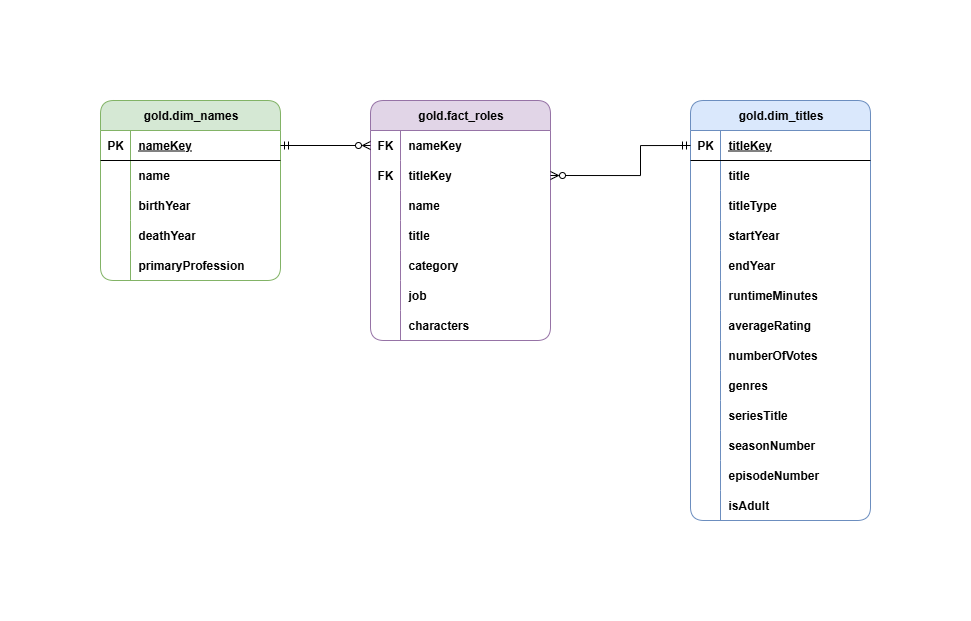 gold.dim_names
PK nameKey
name
birthYear
deathYear
primaryProfession
gold.fact_roles
FK nameKey
FK titleKey
name
title
category
job
characters
gold.dim_titles
PK titleKey
title
titleType
startYear
endYear
runtimeMinutes
averageRating
numberOfVotes
genres
seriesTitle
seasonNumber
episodeNumber
isAdult